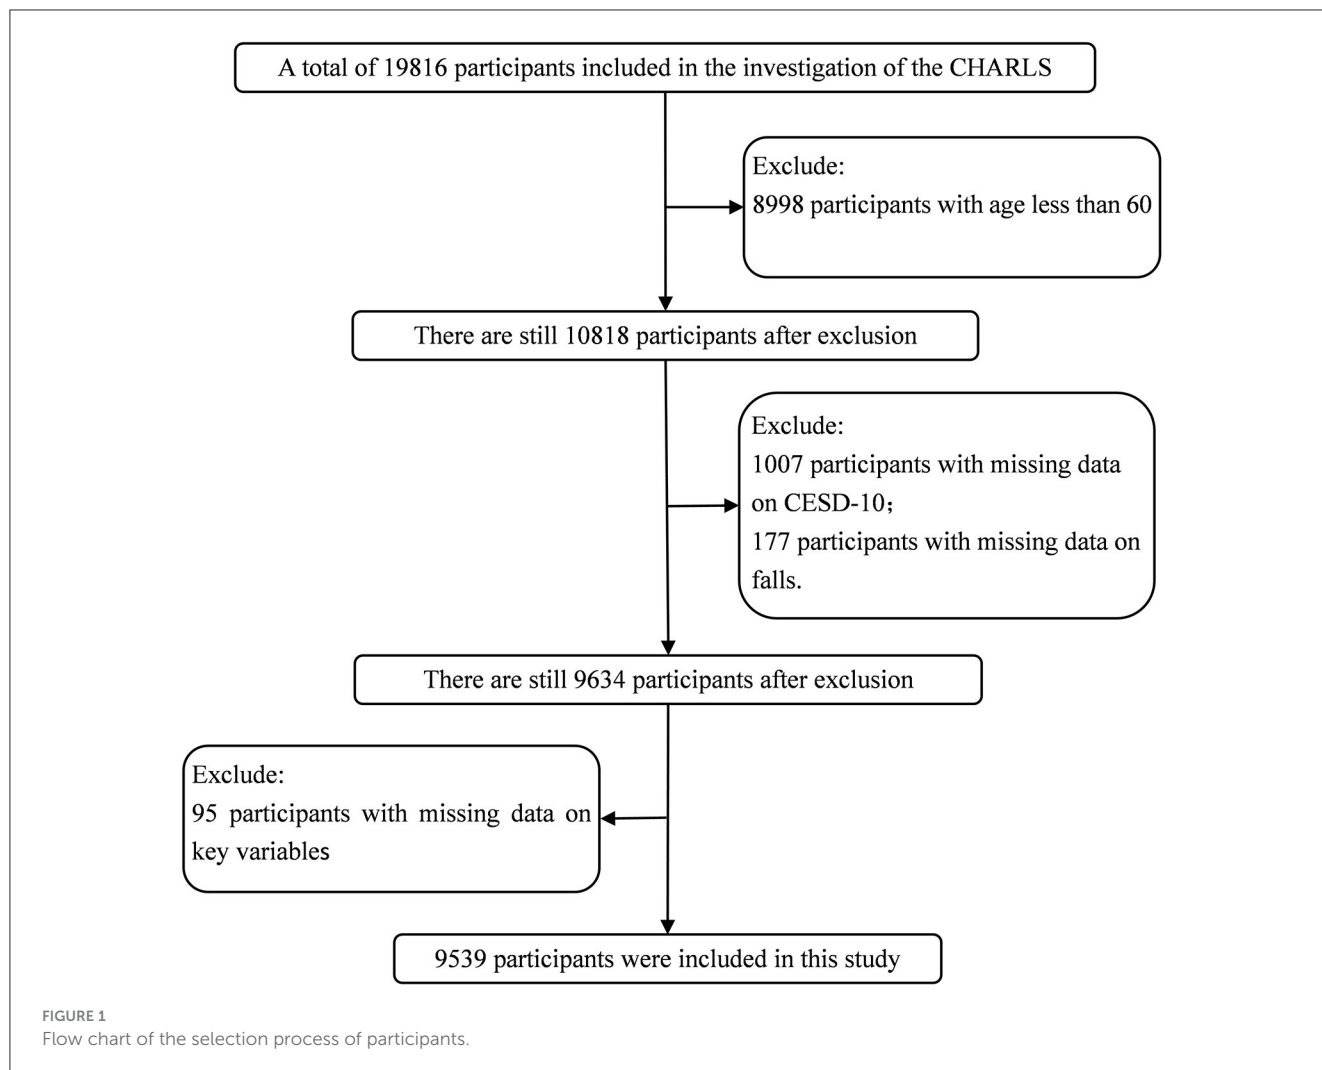 A total of 19816 participants included in the investigation of the CHARLS
Exclude:
8998 participants with age less than 60
There are still 10818 participants after exclusion
Exclude:
1007 participants with missing data
on CESD-10；
177 participants with missing data on
falls.
There are still 9634 participants after exclusion
Exclude:
95 participants with missing data on
key variables
9539 participants were included in this study
FIGURE 1
Flow chart of the selection process of participants.